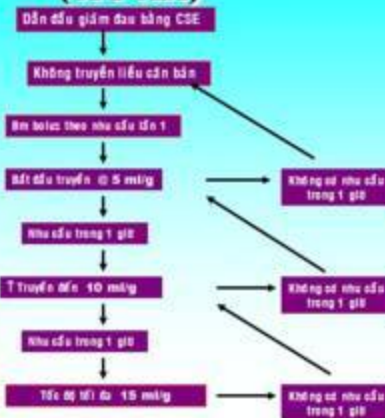 Dẫn đầu giảm đau bằng CSE
Không truyền liều căn bản
8m bolus theo nhu cầu lần 1
Bắt đầu truyền @ 5 ml/g
Không có nhu cầu
trong 1 giờ
Nhu cầu trong 1 giờ
↑ Truyền đến 10 ml/g
Không có nhu cầu
trong 1 giờ
Nhu cầu trong 1 giờ
Tốc độ tối đa 15 ml/g
Không có nhu cầu
trong 1 giờ